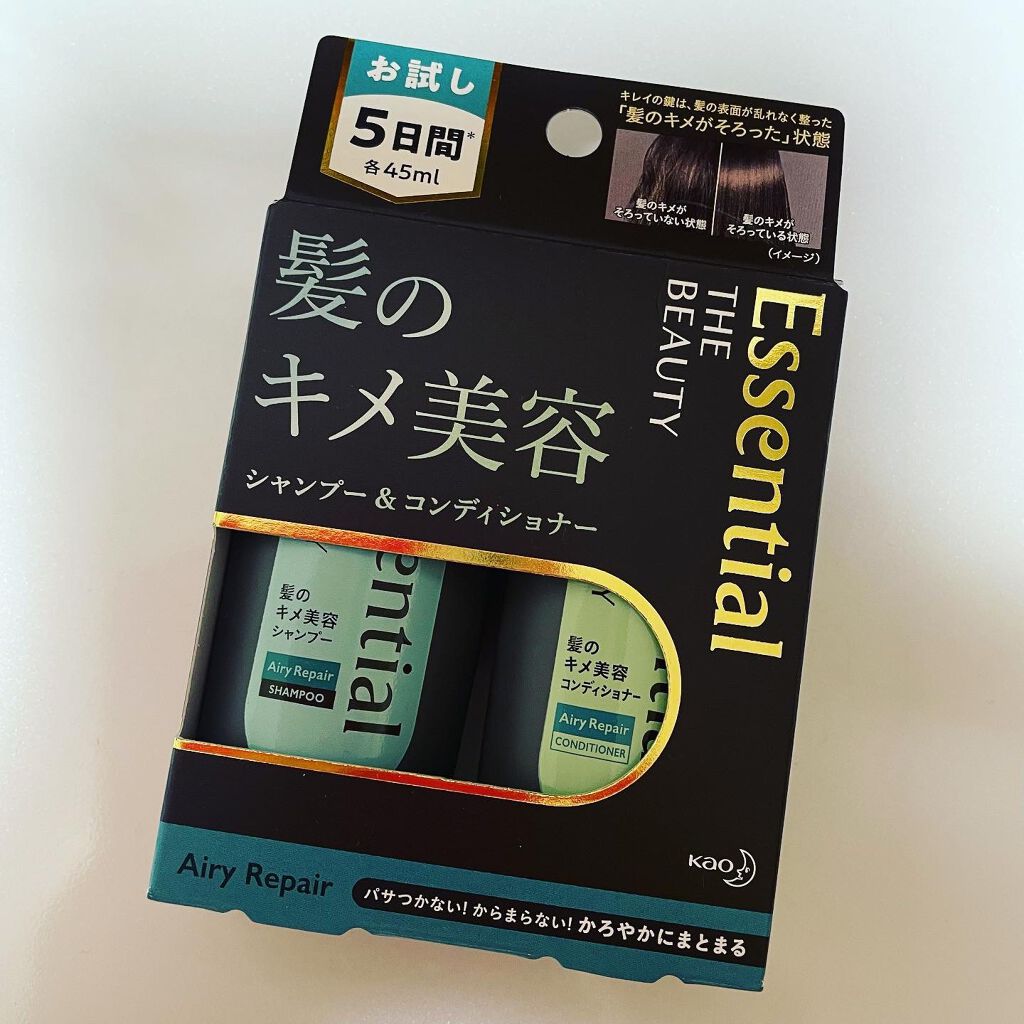 お試し
5日間*
各45ml
キレイの鍵は、髪の表面が乱れなく整った
「髪のキメがそろった」状態
髪のキメが
そろっていない状態
髪のキメが
そろっている状態
(イメージ)
Essential
THE
BEAUTY
髪の
キメ美容
シャンプー&コンディショナー
ential
髪の
キメ美容
シャンプー
Airy Repair
SHAMPOO
髪の
キメ美容
コンディショナー
Airy Repair
CONDITIONER
Kao
Airy Repair
パサつかない!からまらない!かろやかにまとまる